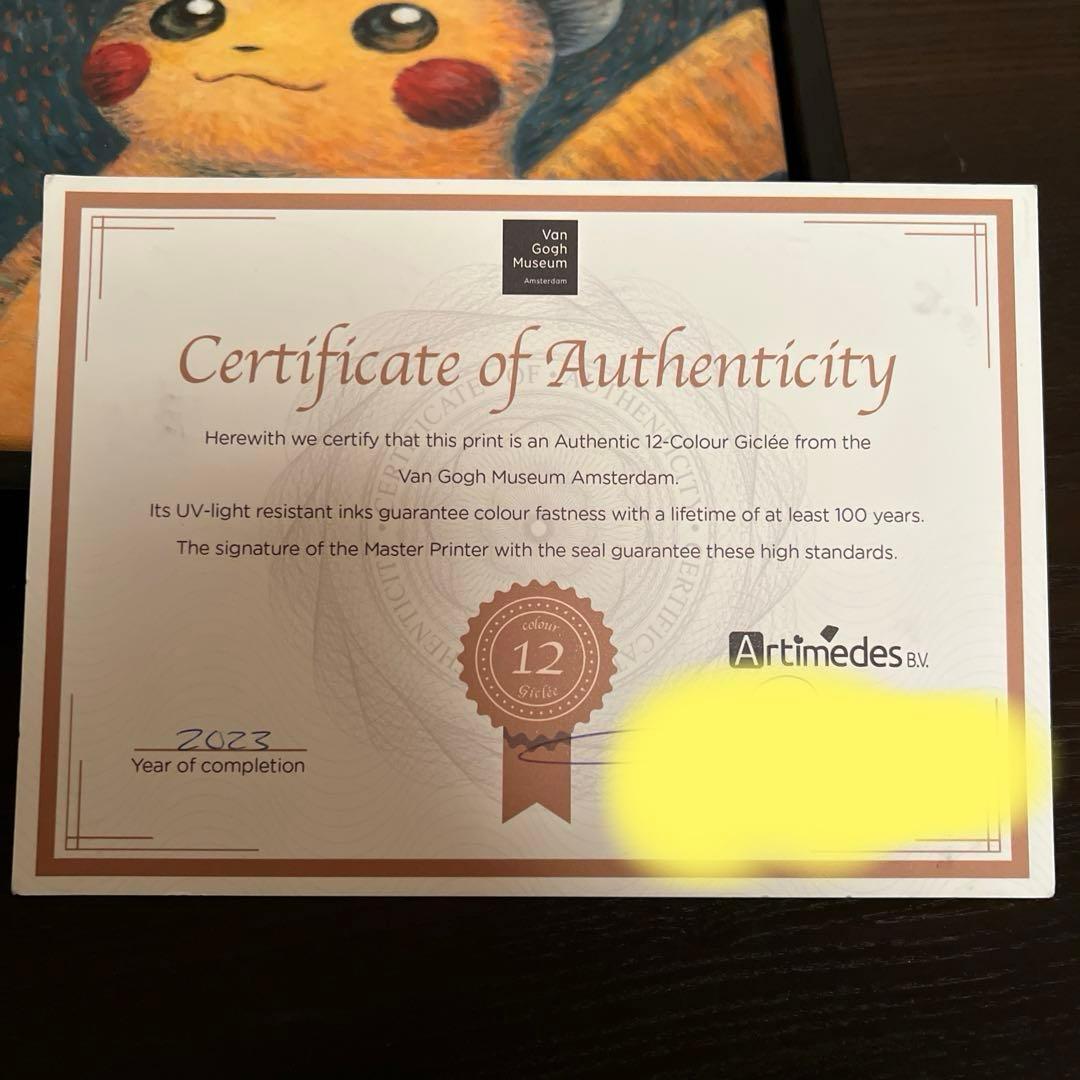 Van
Gogh
Museum
Amsterdam
Certificate of Authenticity
CERTIFICATE OF • AUTHENTICITY
Herewith we certify that this print is an Authentic 12-Colour Giclée from the
Van Gogh Museum Amsterdam.
Its UV-light resistant inks guarantee colour fastness with a lifetime of at least 100 years.
The signature of the Master Printer with the seal guarantee these high standards.
colour
12
Giclée
Artimedes B.V.
2023
Year of completion